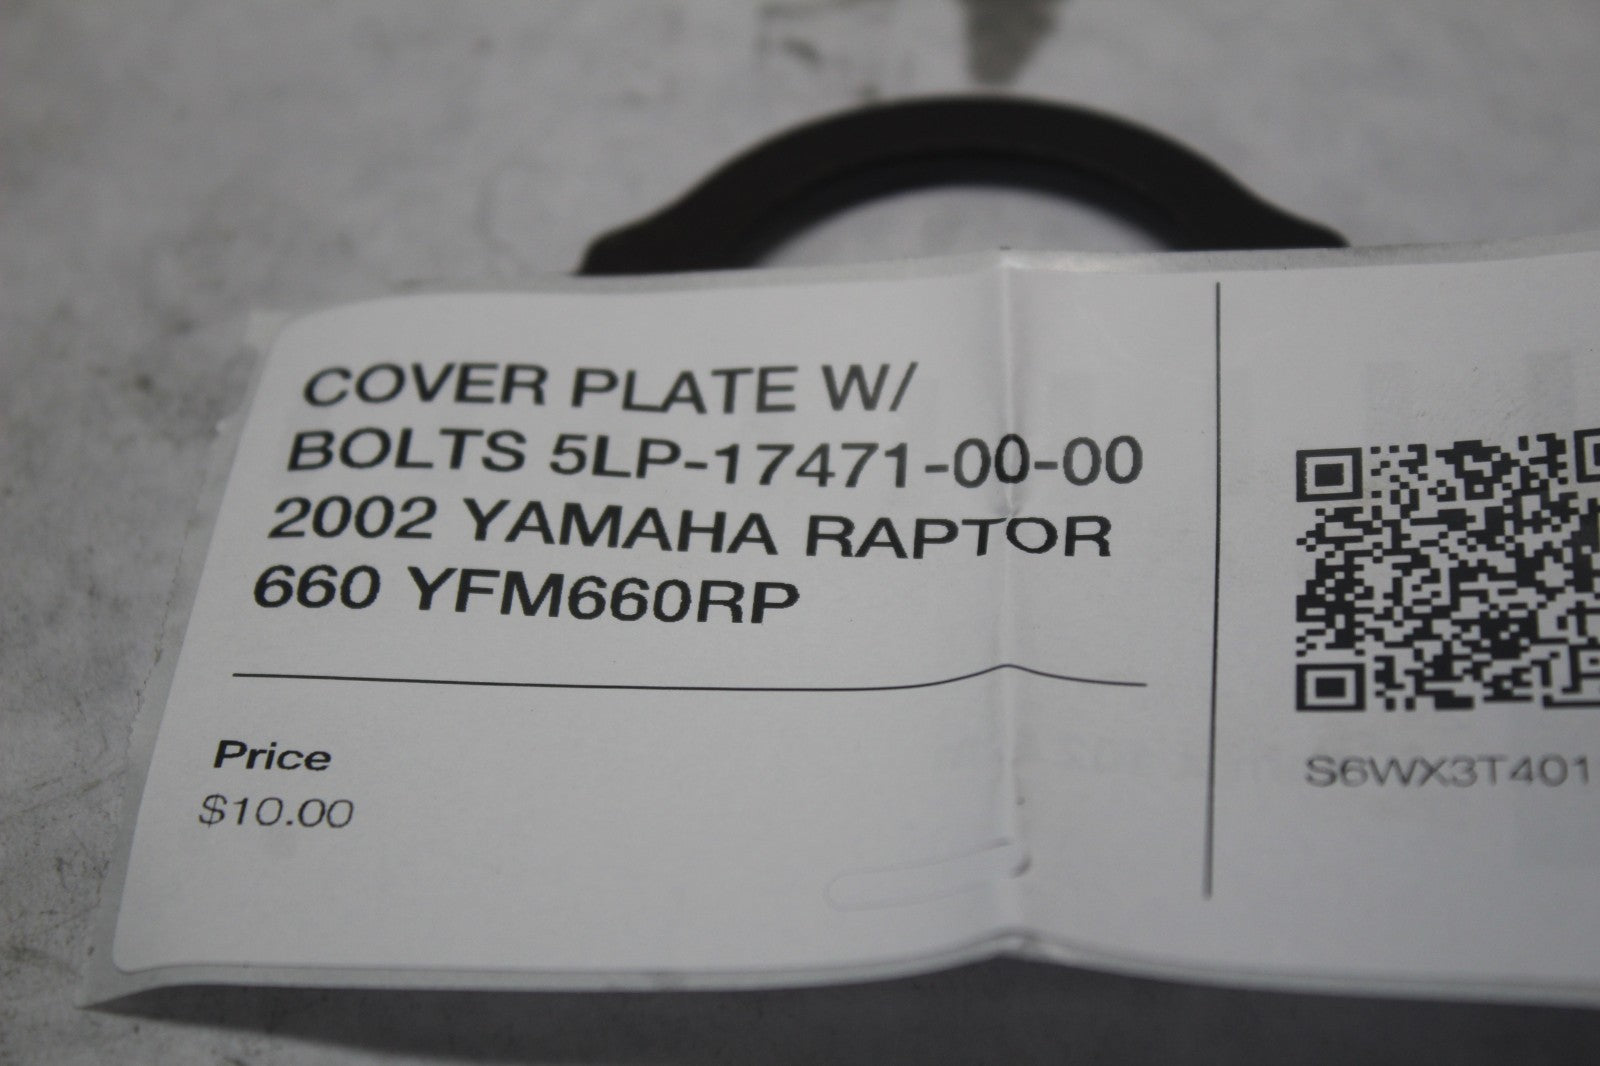 COVER PLATE W/
BOLTS 5LP-17471-00-00
2002 YAMAHA RAPTOR
660 YFM660RP
Price
$10.00
S6WX3T401